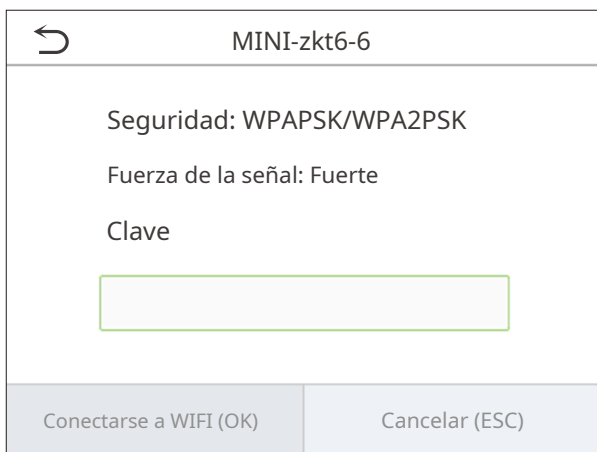 MINI-zkt6-6
Seguridad: WPAPSK/WPA2PSK
Fuerza de la señal: Fuerte
Clave
Conectarse a WIFI (OK)
Cancelar (ESC)